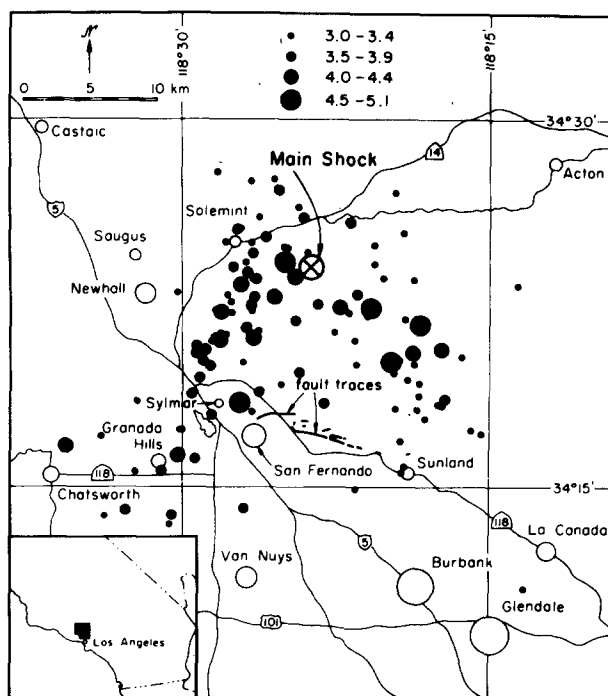 N
0 5 10 km
118°30'
3.0 – 3.4
3.5 – 3.9
4.0 – 4.4
4.5 – 5.1
118°15'
34°30'
Castaic
Main Shock
14
Acton
5
Solemint
Saugus
Newhall
fault traces
Sylmar
Granada
Hills
118
Chatsworth
San Fernando
Sunland
34°15'
118
La Canada
5
Van Nuys
Burbank
Glendale
101
Los Angeles